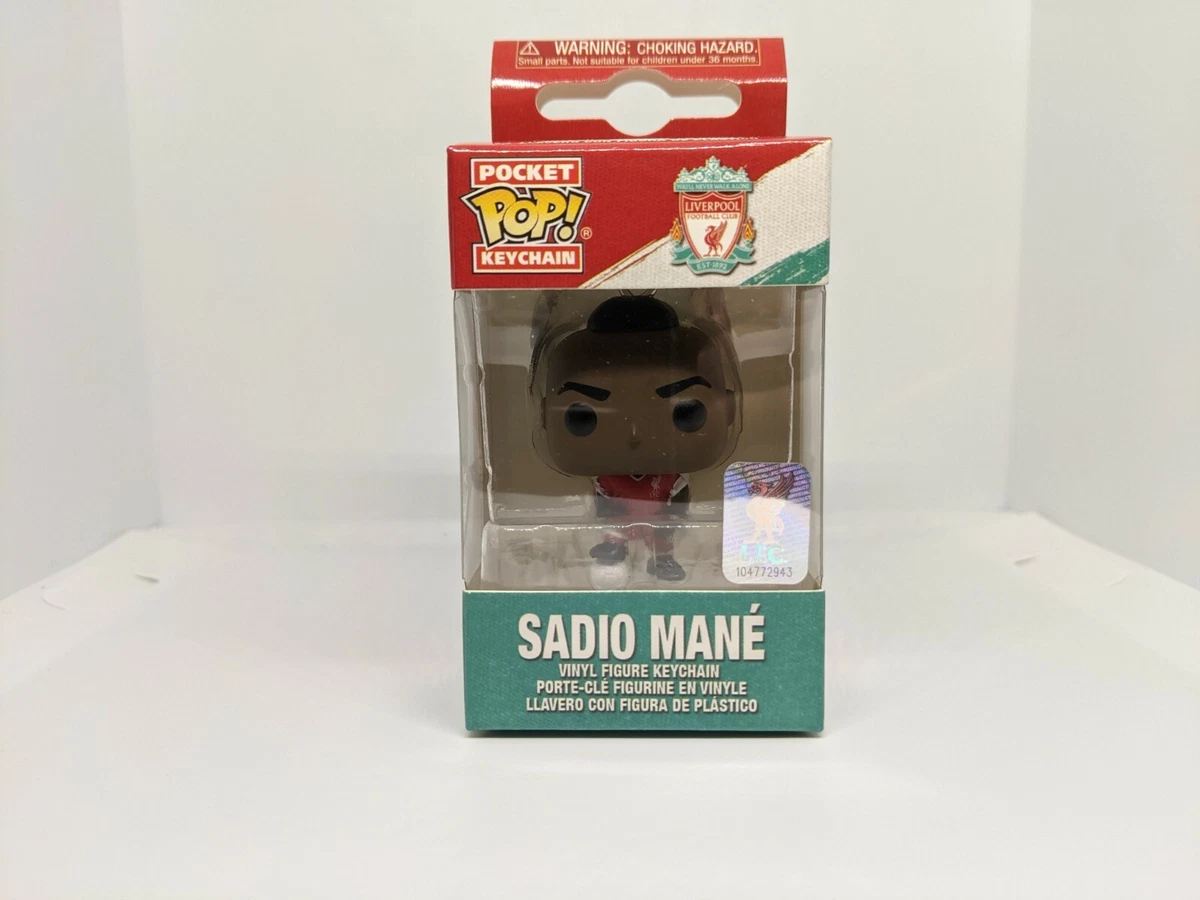 WARNING: CHOKING HAZARD.
Small parts. Not suitable for children under 36 months.
POCKET
POP!®
KEYCHAIN
YOU'LL NEVER WALK ALONE
LIVERPOOL
FOOTBALL CLUB
EST·1892
L.F.C.
104772943
SADIO MANÉ
VINYL FIGURE KEYCHAIN
PORTE-CLÉ FIGURINE EN VINYLE
LLAVERO CON FIGURA DE PLÁSTICO